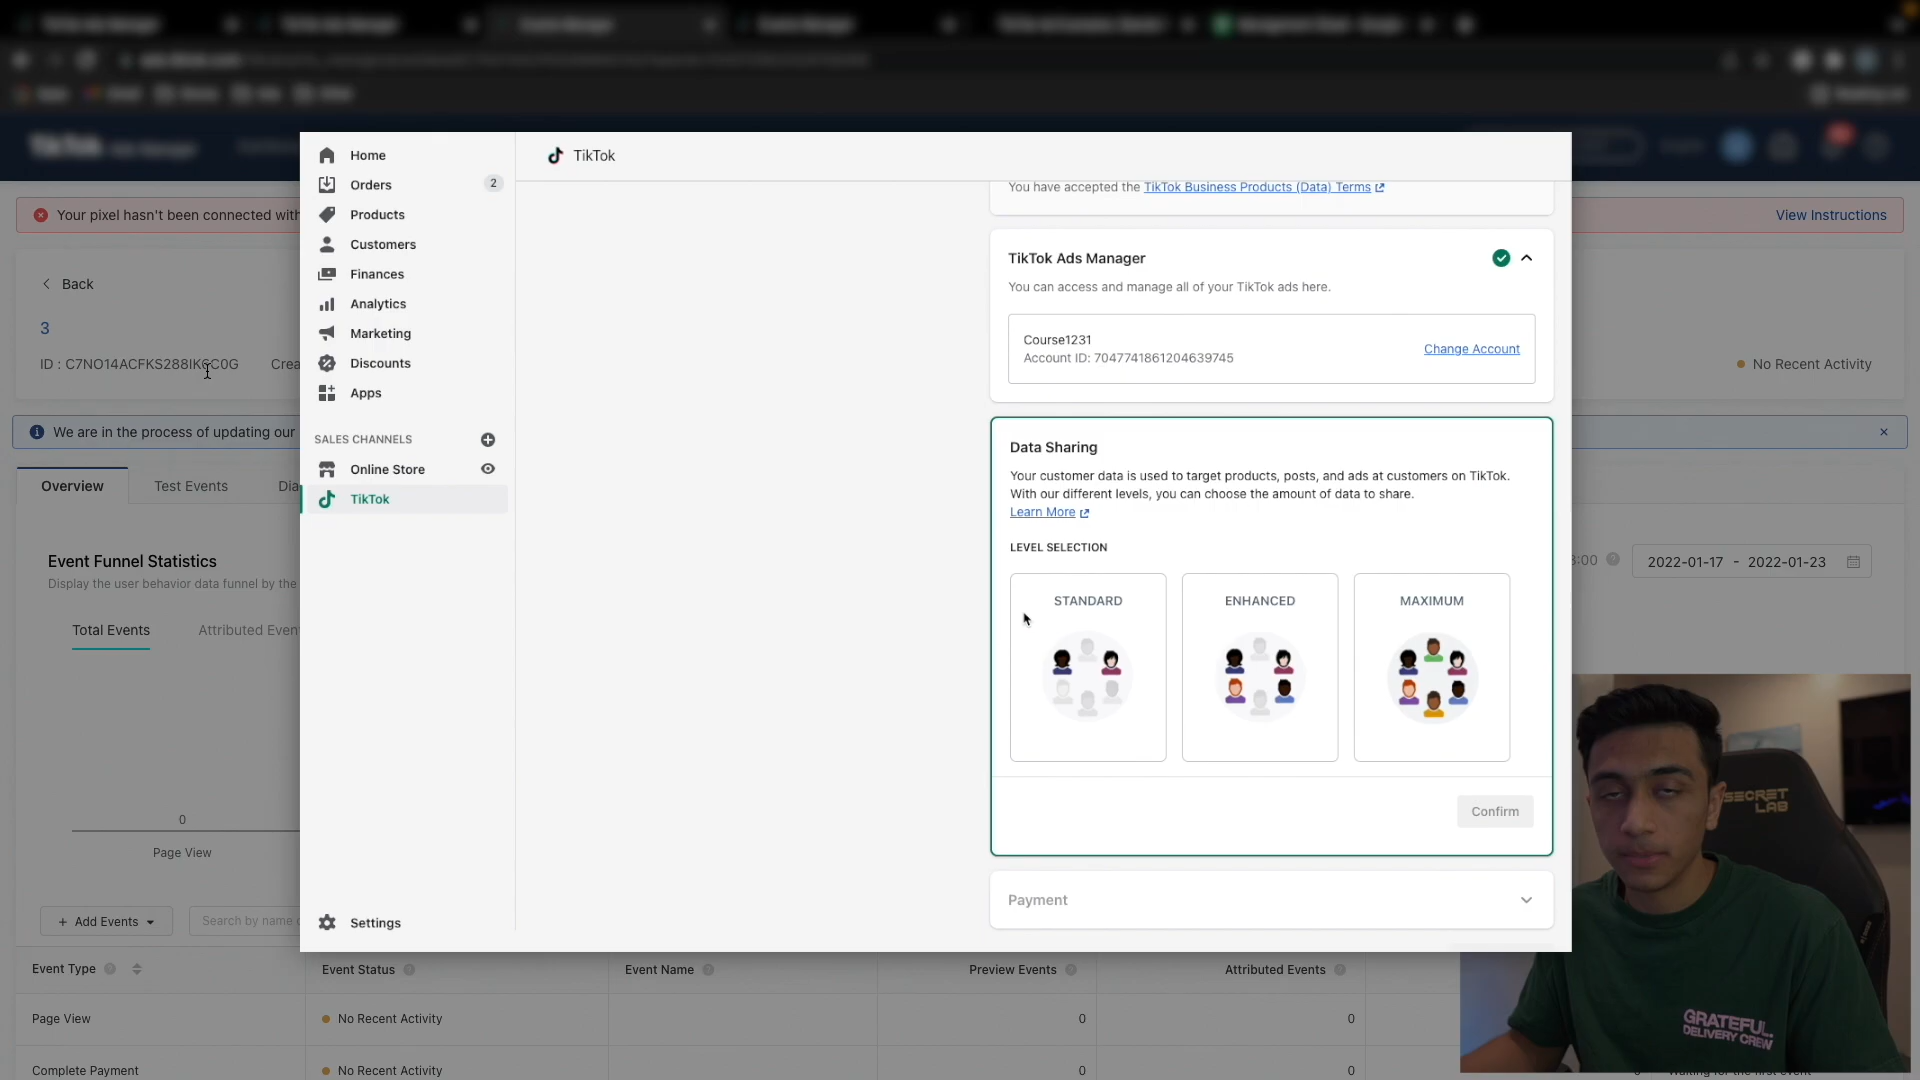 Your pixel hasn't been connected with
View Instructions
Back
3
ID : C7NO14ACFKS288IK6C0G
Crea
No Recent Activity
We are in the process of updating our
Overview
Test Events
Dia
Event Funnel Statistics
Display the user behavior data funnel by the
8:00
2022-01-17 - 2022-01-23
Total Events
Attributed Even
0
Page View
+ Add Events
Search by name o
Home
Orders
2
Products
Customers
Finances
Analytics
Marketing
Discounts
Apps
SALES CHANNELS
Online Store
TikTok
Settings
TikTok
You have accepted the TikTok Business Products (Data) Terms
TikTok Ads Manager
You can access and manage all of your TikTok ads here.
Course1231
Account ID: 7047741861204639745
Change Account
Data Sharing
Your customer data is used to target products, posts, and ads at customers on TikTok.
With our different levels, you can choose the amount of data to share.
Learn More
LEVEL SELECTION
STANDARD
ENHANCED
MAXIMUM
Confirm
Payment
Event Type
Event Status
Event Name
Preview Events
Attributed Events
Page View
No Recent Activity
0
0
Complete Payment
No Recent Activity
0
0
SECRET
LAB
GRATEFUL.
DELIVERY CREW